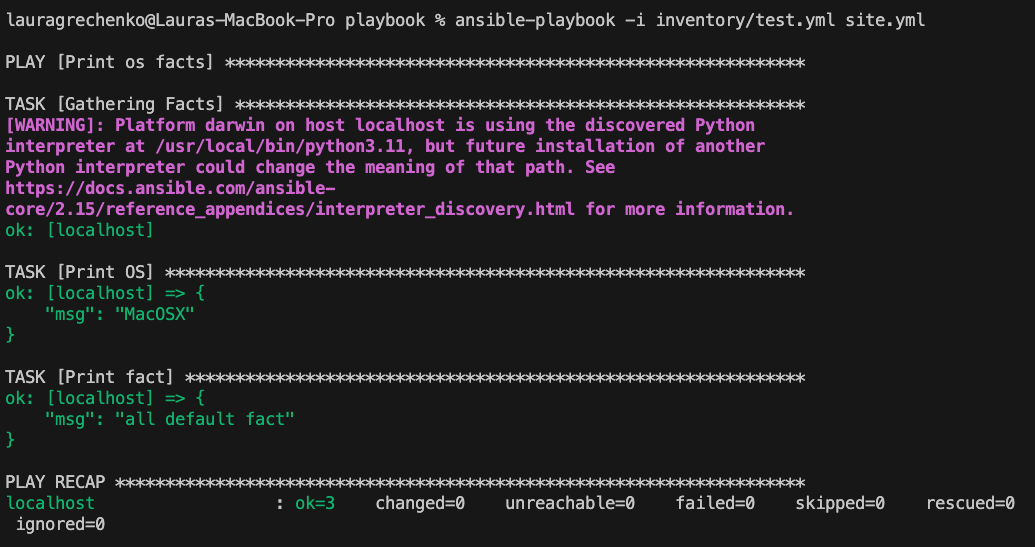 lauragrechenko@Lauras-MacBook-Pro playbook % ansible-playbook -i inventory/test.yml site.yml
PLAY [Print os facts] **********************************************************
TASK [Gathering Facts] *********************************************************
[WARNING]: Platform darwin on host localhost is using the discovered Python
interpreter at /usr/local/bin/python3.11, but future installation of another
Python interpreter could change the meaning of that path. See
https://docs.ansible.com/ansible-
core/2.15/reference_appendices/interpreter_discovery.html for more information.
ok: [localhost]
TASK [Print OS] ****************************************************************
ok: [localhost] => {
    "msg": "MacOSX"
}
TASK [Print fact] **************************************************************
ok: [localhost] => {
    "msg": "all default fact"
}
PLAY RECAP *********************************************************************
localhost                  : ok=3    changed=0    unreachable=0    failed=0    skipped=0    rescued=0
 ignored=0